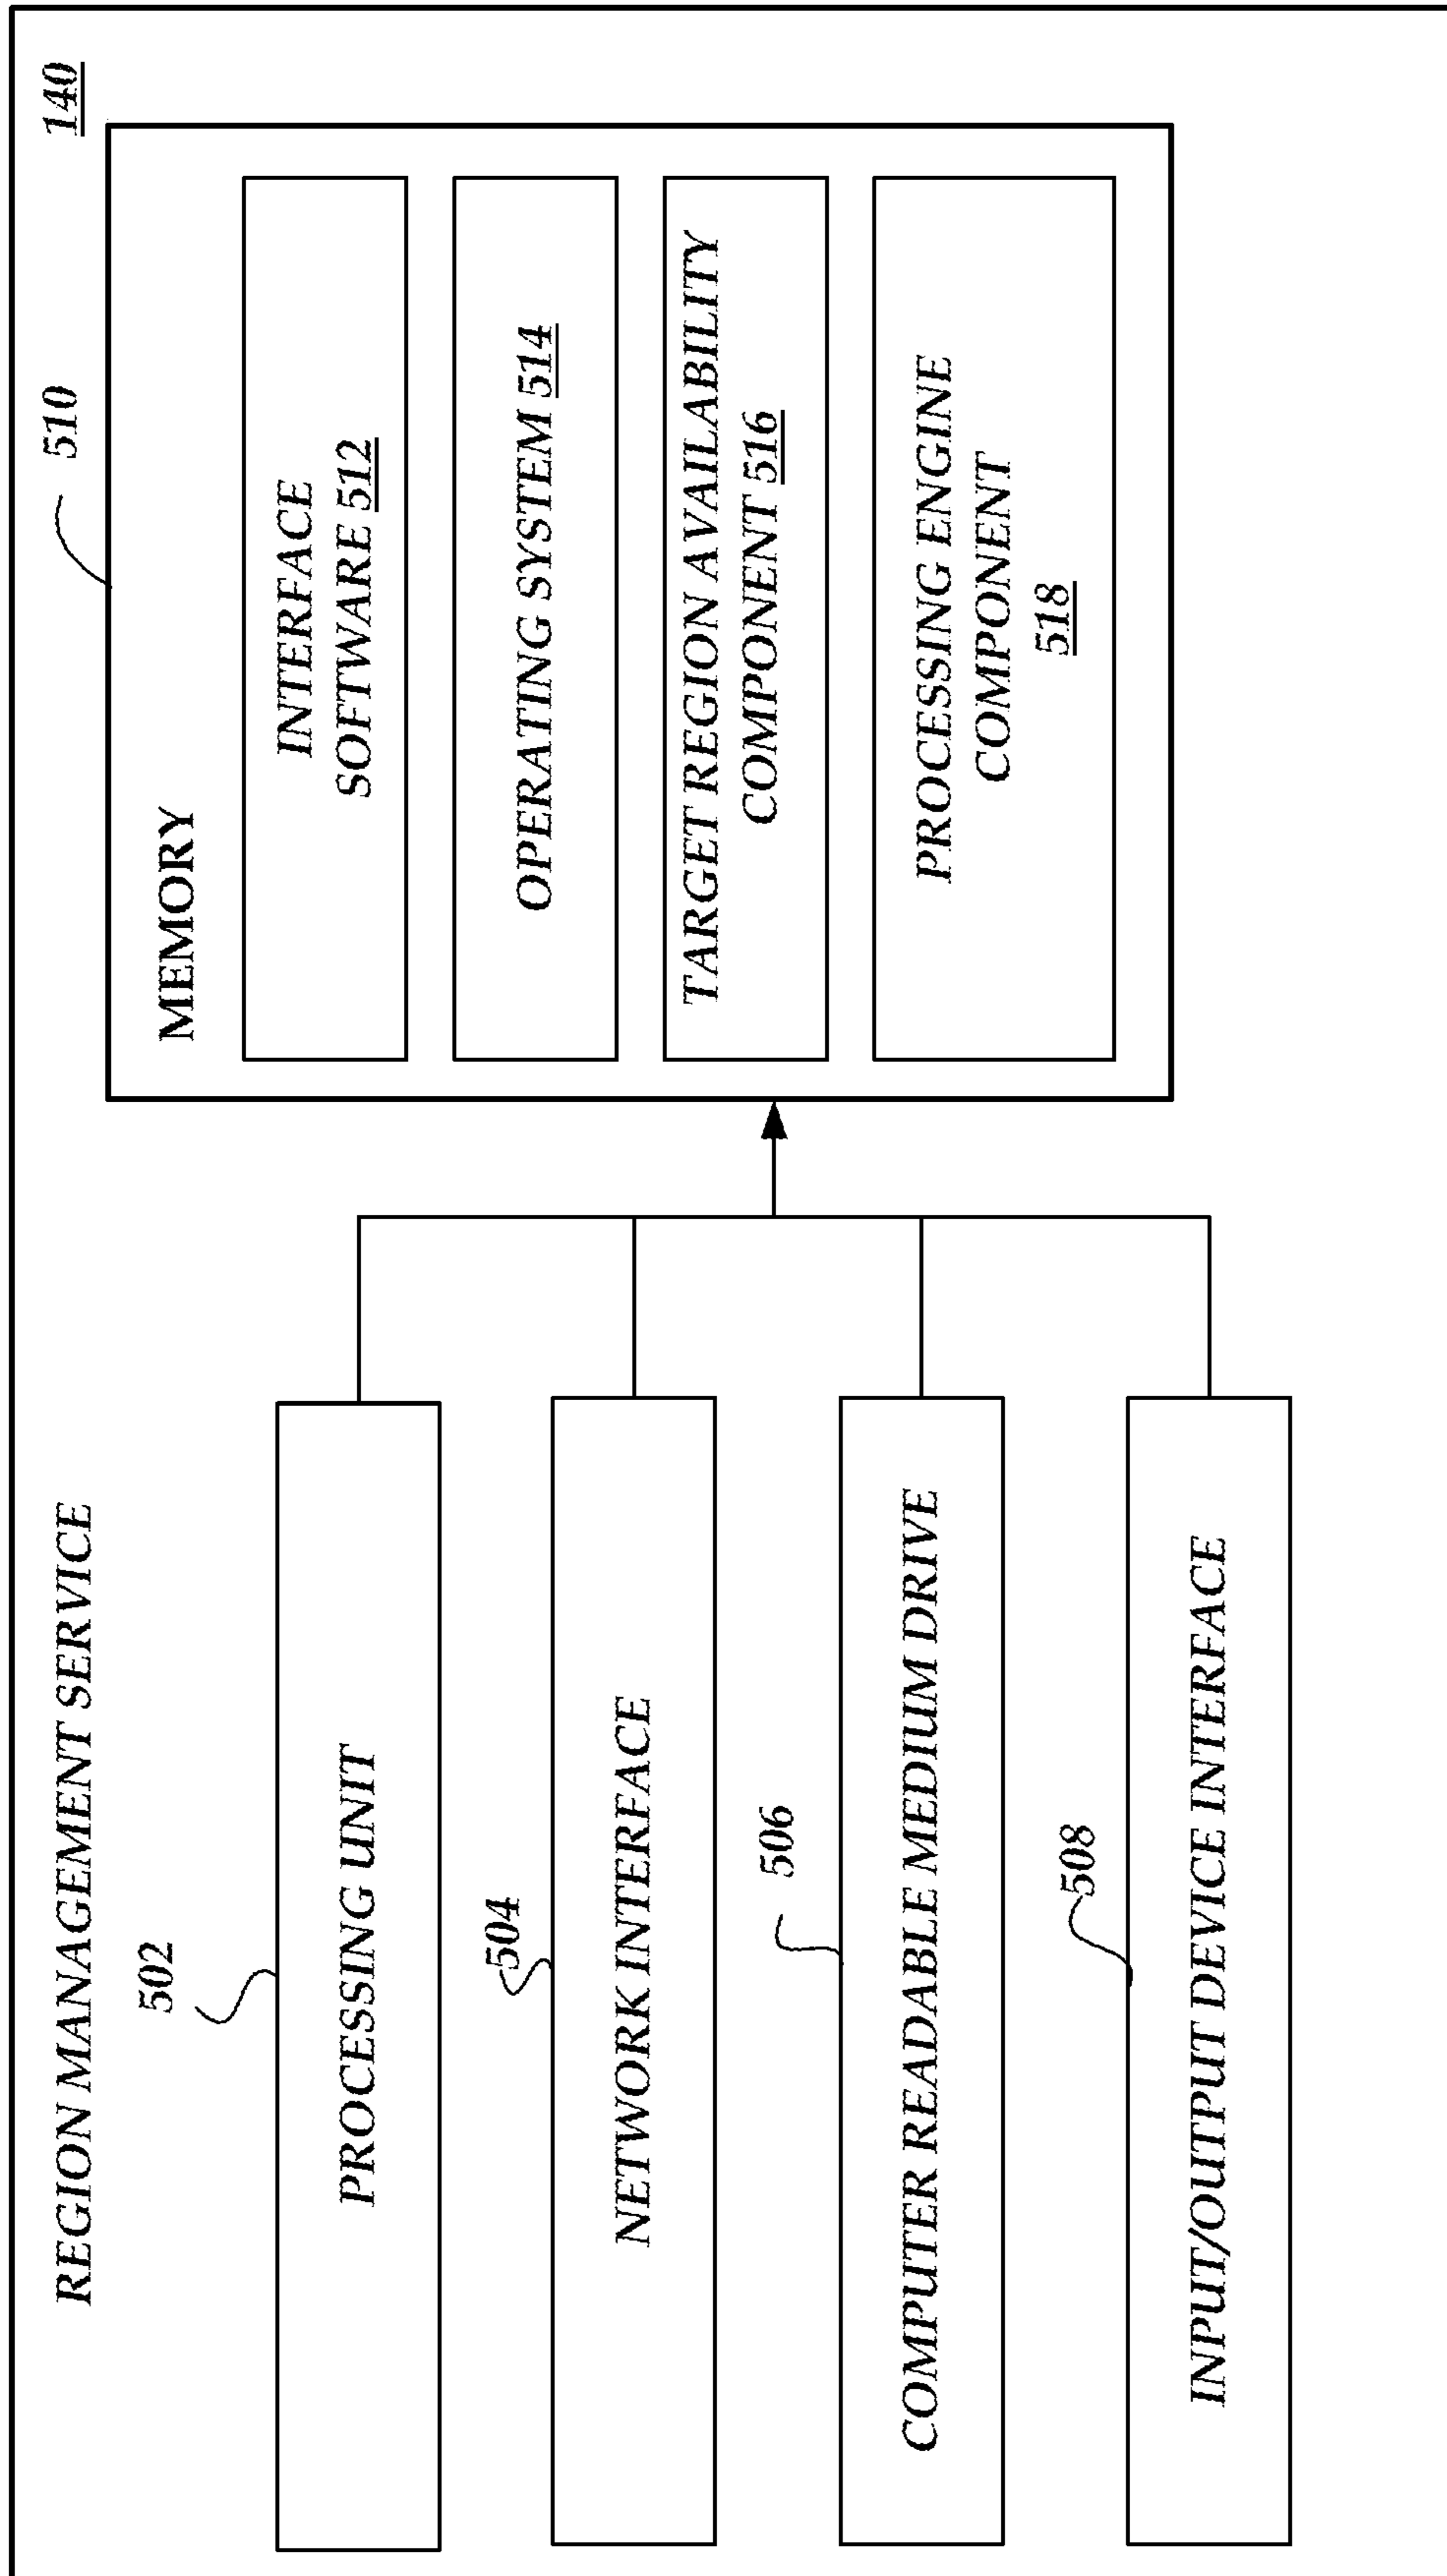 REGION MANAGEMENT SERVICE
140
502
PROCESSING UNIT
504
NETWORK INTERFACE
506
COMPUTER READABLE MEDIUM DRIVE
508
INPUT/OUTPUT DEVICE INTERFACE
510
MEMORY
INTERFACE
SOFTWARE 512
OPERATING SYSTEM 514
TARGET REGION AVAILABILITY
COMPONENT 516
PROCESSING ENGINE
COMPONENT
518